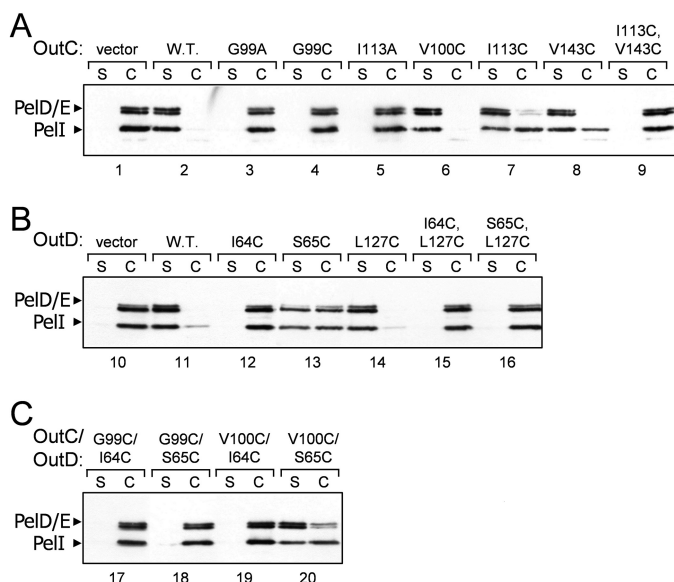 A
I113C,
OutC: vector W.T. G99A G99C I113A V100C I113C V143C V143C
S C S C S C S C S C S C S C S C S C
PelD/E
PelI
1 2 3 4 5 6 7 8 9
B
I64C, S65C,
OutD: vector W.T. I64C S65C L127C L127C L127C
S C S C S C S C S C S C S C
PelD/E
PelI
10 11 12 13 14 15 16
C
OutC/ G99C/ G99C/ V100C/ V100C/
OutD: I64C S65C I64C S65C
S C S C S C S C
PelD/E
PelI
17 18 19 20